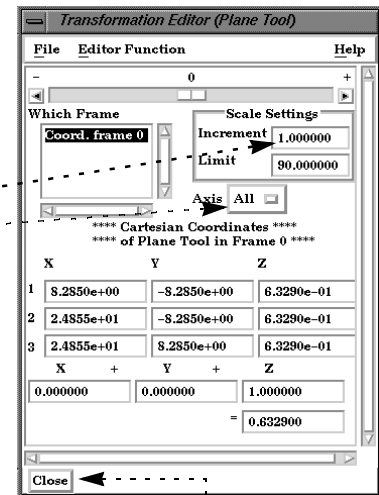 Transformation Editor (Plane Tool)
File Editor Function Help
- 0 +
Which Frame
Coord. frame 0
Scale Settings
Increment 1.000000
Limit 90.000000
Axis All
**** Cartesian Coordinates ****
**** of Plane Tool in Frame 0 ****
X Y Z
1 8.2850e+00 -8.2850e+00 6.3290e-01
2 2.4855e+01 -8.2850e+00 6.3290e-01
3 2.4855e+01 8.2850e+00 6.3290e-01
X + Y + Z
0.000000 0.000000 1.000000
= 0.632900
Close